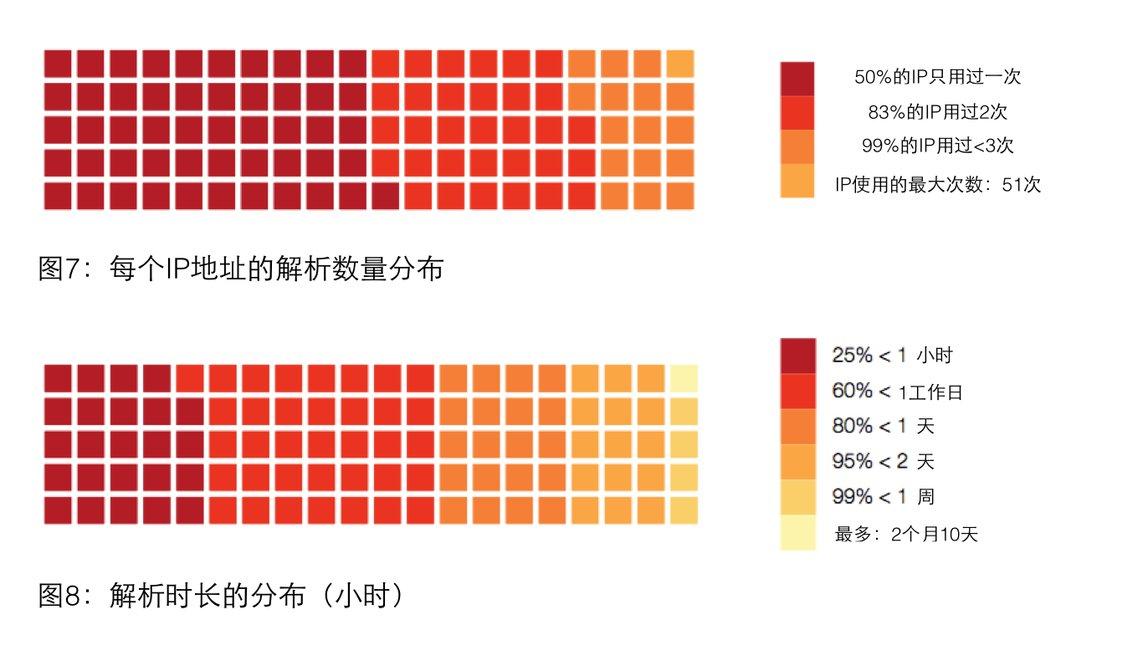 50%的IP只用过一次
83%的IP用过2次
99%的IP用过<3次
IP使用的最大次数：51次
图7：每个IP地址的解析数量分布
25% < 1 小时
60% < 1工作日
80% < 1 天
95% < 2 天
99% < 1 周
最多：2个月10天
图8：解析时长的分布（小时）